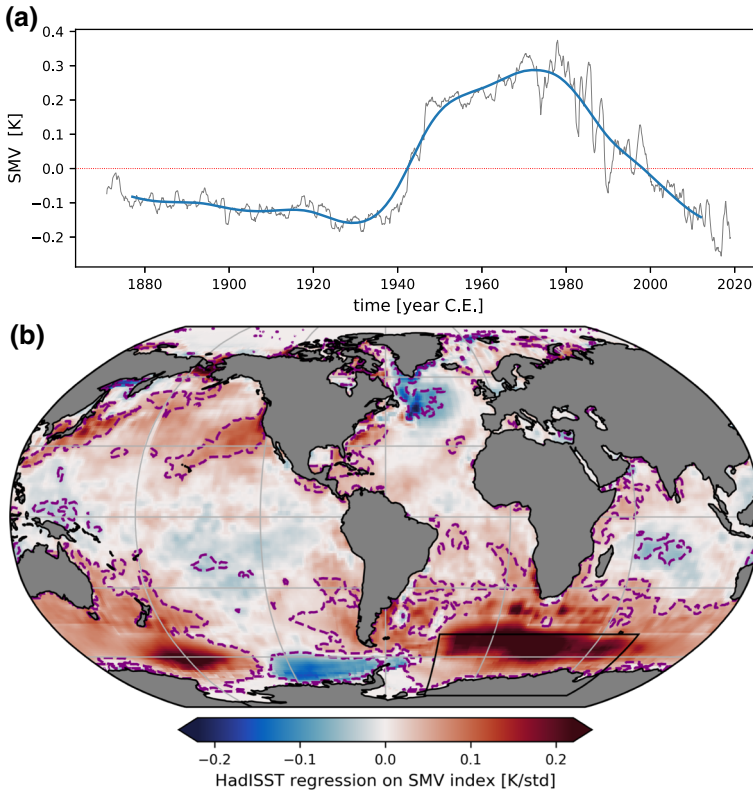 (a)
SMV [K]
0.4
0.3
0.2
0.1
0.0
−0.1
−0.2
1880 1900 1920 1940 1960 1980 2000 2020
time [year C.E.]
(b)
−0.2 −0.1 0.0 0.1 0.2
HadISST regression on SMV index [K/std]